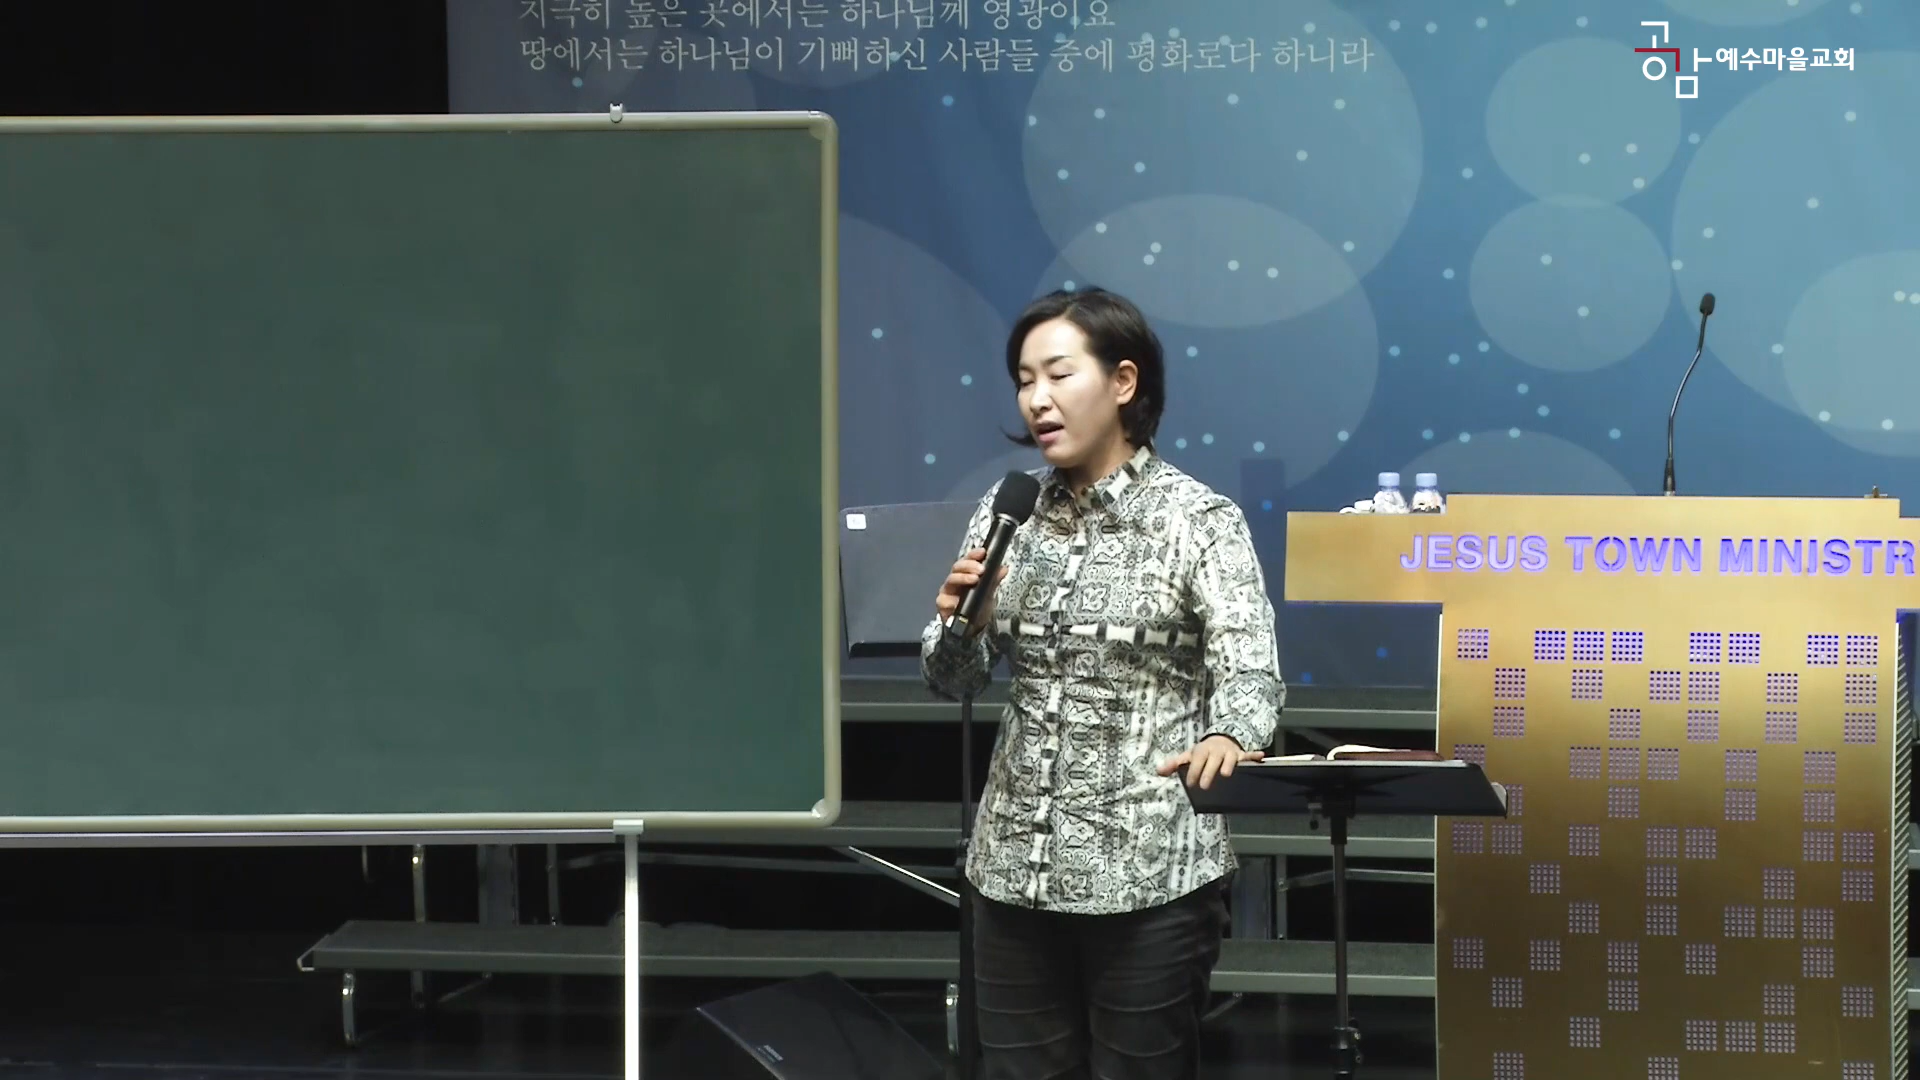 지극히 높은 곳에서는 하나님께 영광이요
땅에서는 하나님이 기뻐하신 사람들 중에 평화로다 하니라
공감 예수마을교회
JESUS TOWN MINISTR